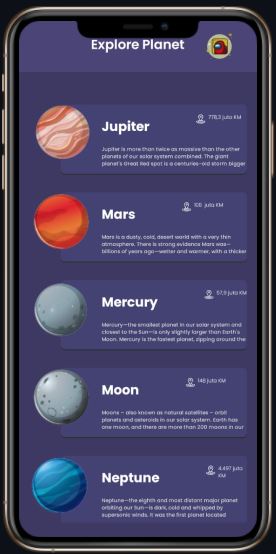 Explore Planet
778,3 juta KM
Jupiter
Jupiter is more than twice as massive than the other
planets of our solar system combined. The giant
planet's Great Red spot is a centuries-old storm bigger
Mars
Mars is a dusty, cold, desert world with a very thin
atmosphere. There is strong evidence Mars was—
billions of years ago—wetter and warmer, with a thicker
57,9 juta KM
Mercury
Mercury—the smallest planet in our solar system and
closest to the Sun—is only slightly larger than Earth's
Moon. Mercury is the fastest planet, zipping around the
148 juta KM
Moon
Moons – also known as natural satellites – orbit
planets and asteroids in our solar system. Earth has
one moon, and there are more than 200 moons in our
4.497 juta
KM
Neptune
Neptune—the eighth and most distant major planet
orbiting our Sun—is dark, cold and whipped by
supersonic winds. It was the first planet located